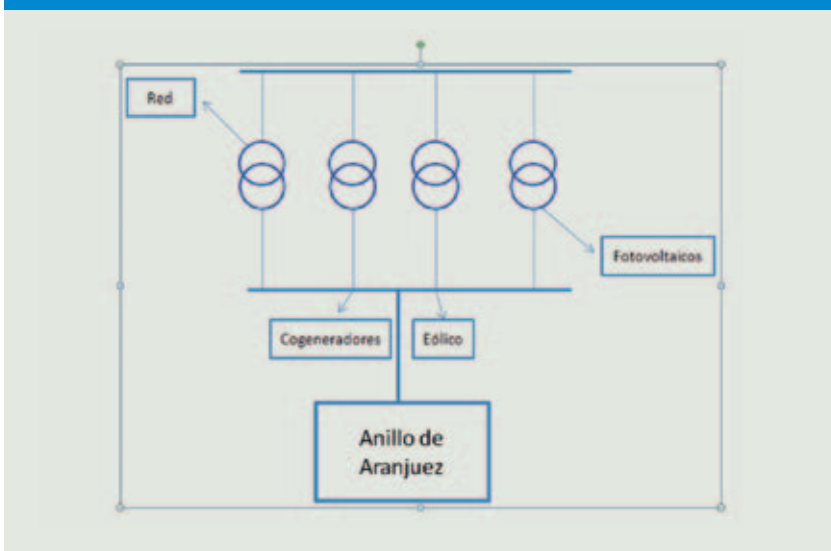 Red
Fotovoltaicos
Cogeneradores
Eólico
Anillo de
Aranjuez